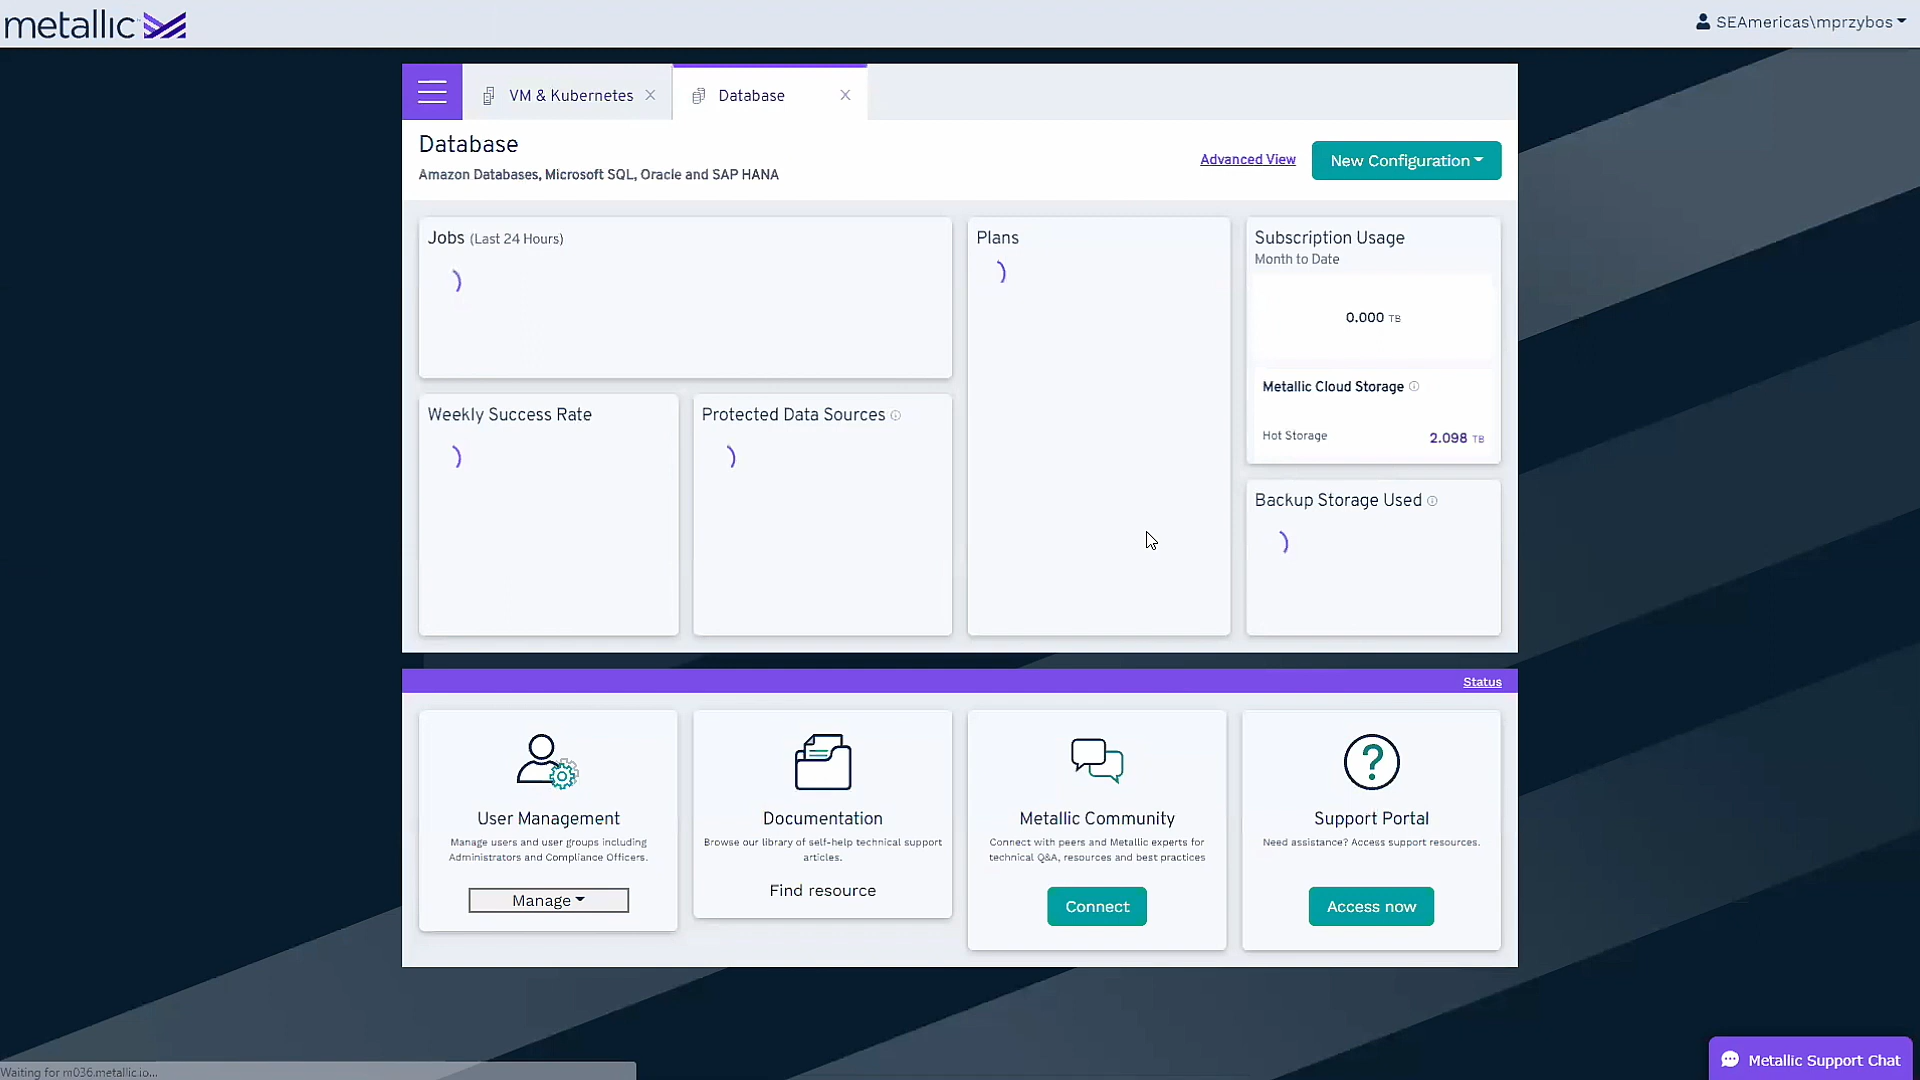 metallic
SEAmericas\mprzybos
VM & Kubernetes
Database
Database
Amazon Databases, Microsoft SQL, Oracle and SAP HANA
Advanced View
New Configuration
Jobs (Last 24 Hours)
Plans
Subscription Usage
Month to Date
0.000 TB
Metallic Cloud Storage
Hot Storage 2.098 TB
Weekly Success Rate
Protected Data Sources
Backup Storage Used
Status
User Management
Manage users and user groups including
Administrators and Compliance Officers.
Manage
Documentation
Browse our library of self-help technical support
articles.
Find resource
Metallic Community
Connect with peers and Metallic experts for
technical Q&A, resources and best practices
Connect
Support Portal
Need assistance? Access support resources.
Access now
Waiting for m036.metallic.io...
Metallic Support Chat